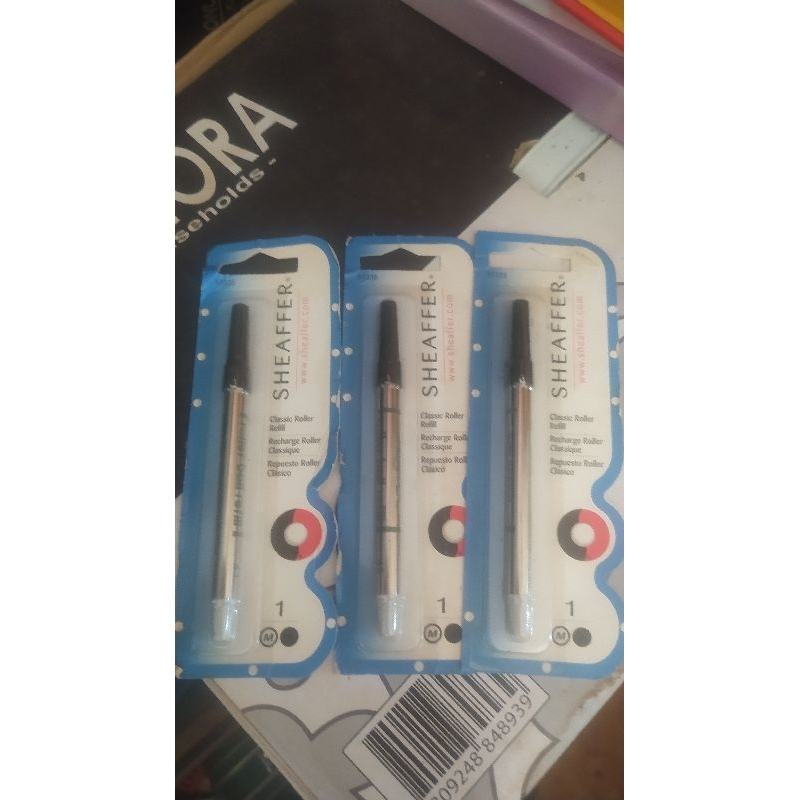 ORA
seholds -
SHEAFFER
www.sheaffer.com
Classic Roller
Refill
Recharge Roller
Classique
Repuesto Roller
Clásico
1
M
SHEAFFER
www.sheaffer.com
Classic Roller
Refill
Recharge Roll
Classique
Repuesto Roll
Clásico
1
M
SHEAFFER
www.sheaffer.com
Classic Roller
Refill
Recharge Roller
Classique
Repuesto Roller
Clásico
1
M
09248 848939